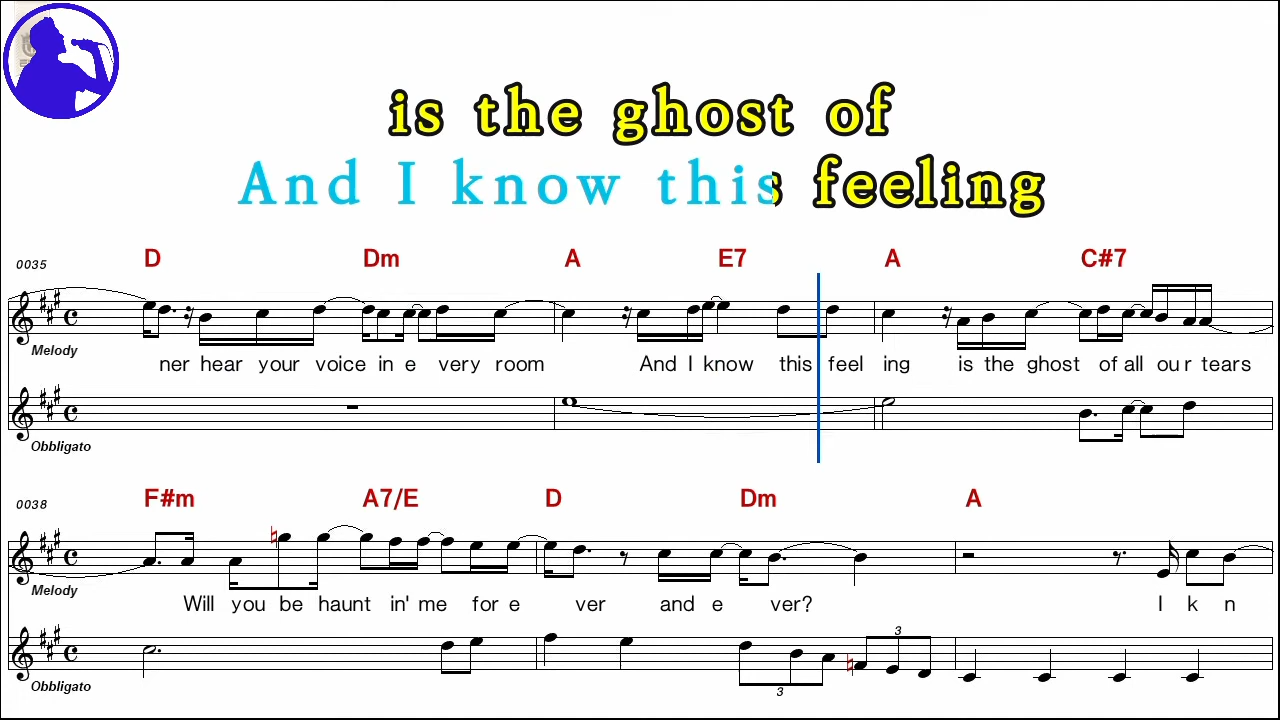 is the ghost of
And I know this feeling
0035 D Dm A E7 A C#7
Melody
ner hear your voice in e very room And I know this feel ing is the ghost of all our tears
Obbligato
0038 F#m A7/E D Dm A
Melody
Will you be haunt in' me for e ver and e ver? I k n
3
Obbligato
3